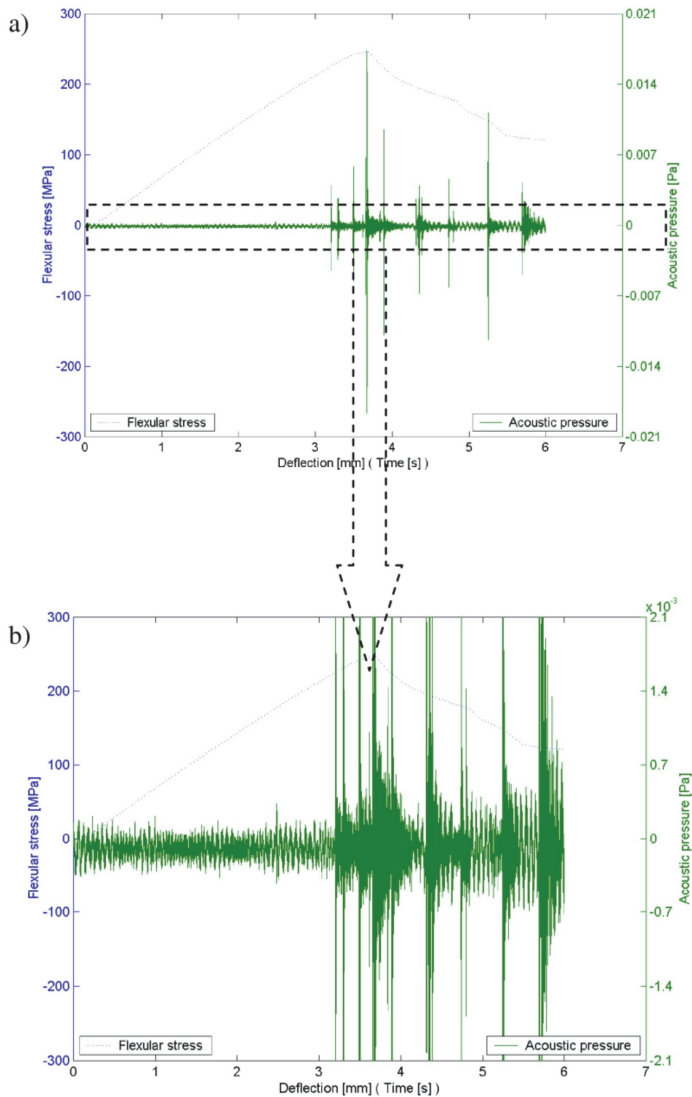 a)
300
200
100
0
-100
-200
-300
Flexular stress [MPa]
0.021
0.014
0.007
0
-0.007
-0.014
-0.021
Acoustic pressure [Pa]
Flexular stress
Acoustic pressure
0 1 2 3 4 5 6 7
Deflection [mm] ( Time [s] )
b)
300
200
100
0
-100
-200
-300
Flexular stress [MPa]
x 10-3
2.1
1.4
0.7
0
-0.7
-1.4
-2.1
Acoustic pressure [Pa]
Flexular stress
Acoustic pressure
0 1 2 3 4 5 6 7
Deflection [mm] ( Time [s] )